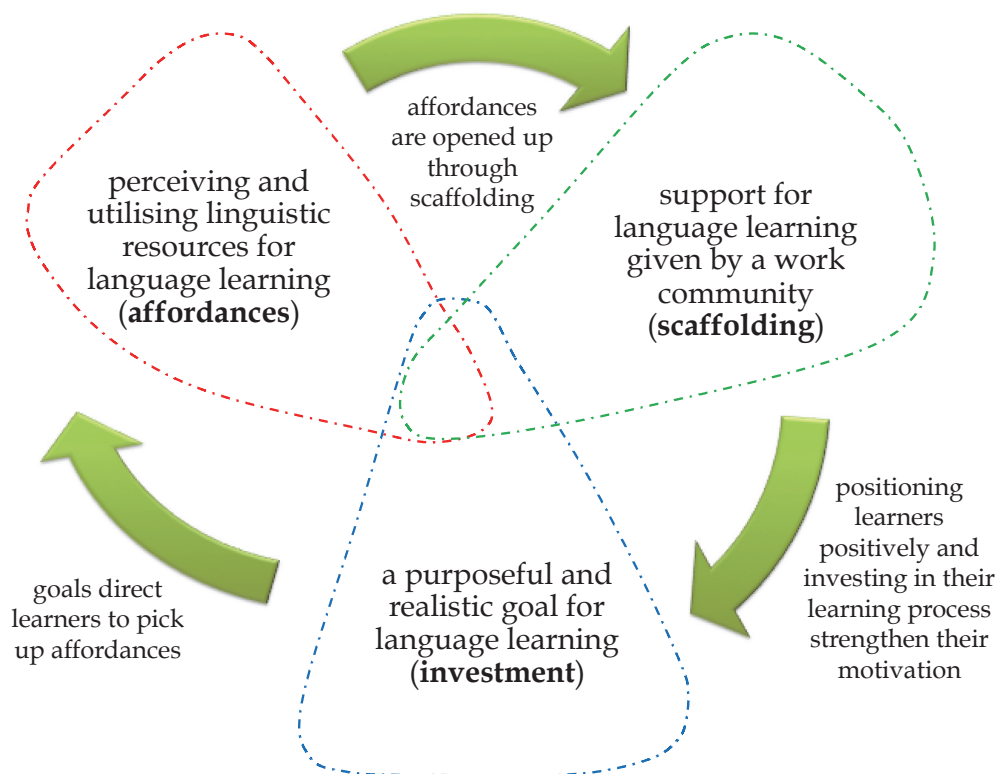 affordances
are opened up
through
scaffolding
perceiving and
utilising linguistic
resources for
language learning
(affordances)
support for
language learning
given by a work
community
(scaffolding)
positioning
learners
positively and
investing in their
learning process
strengthen their
motivation
a purposeful and
realistic goal for
language learning
(investment)
goals direct
learners to pick
up affordances